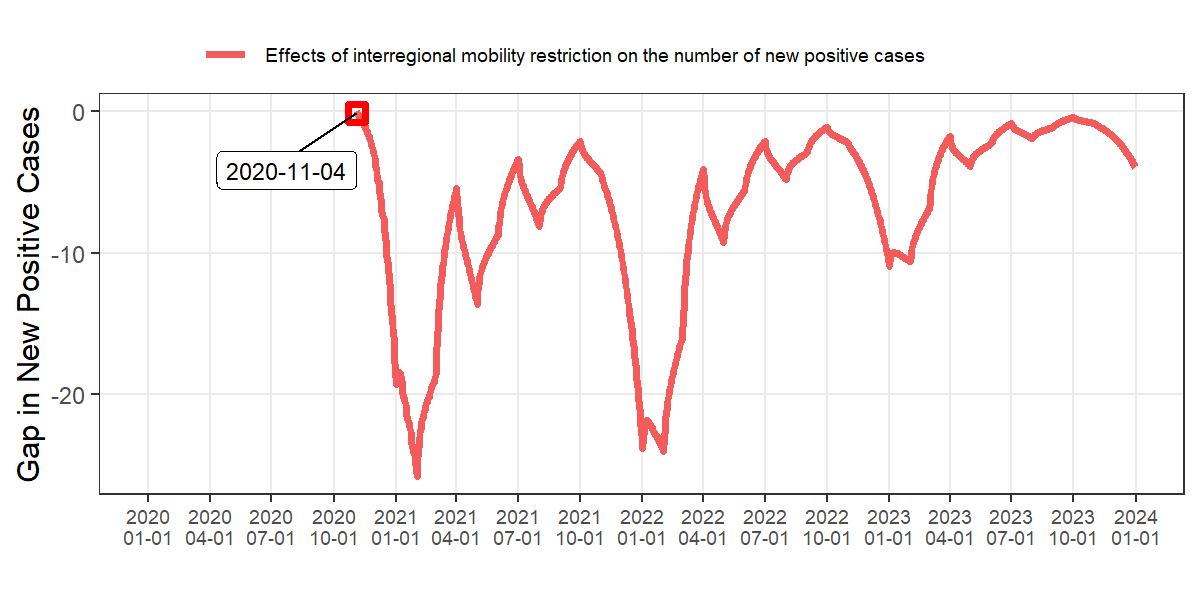 Effects of interregional mobility restriction on the number of new positive cases
Gap in New Positive Cases
0
-10
-20
2020-11-04
2020 2020 2020 2020 2021 2021 2021 2021 2022 2022 2022 2022 2023 2023 2023 2023 2024
01-01 04-01 07-01 10-01 01-01 04-01 07-01 10-01 01-01 04-01 07-01 10-01 01-01 04-01 07-01 10-01 01-01